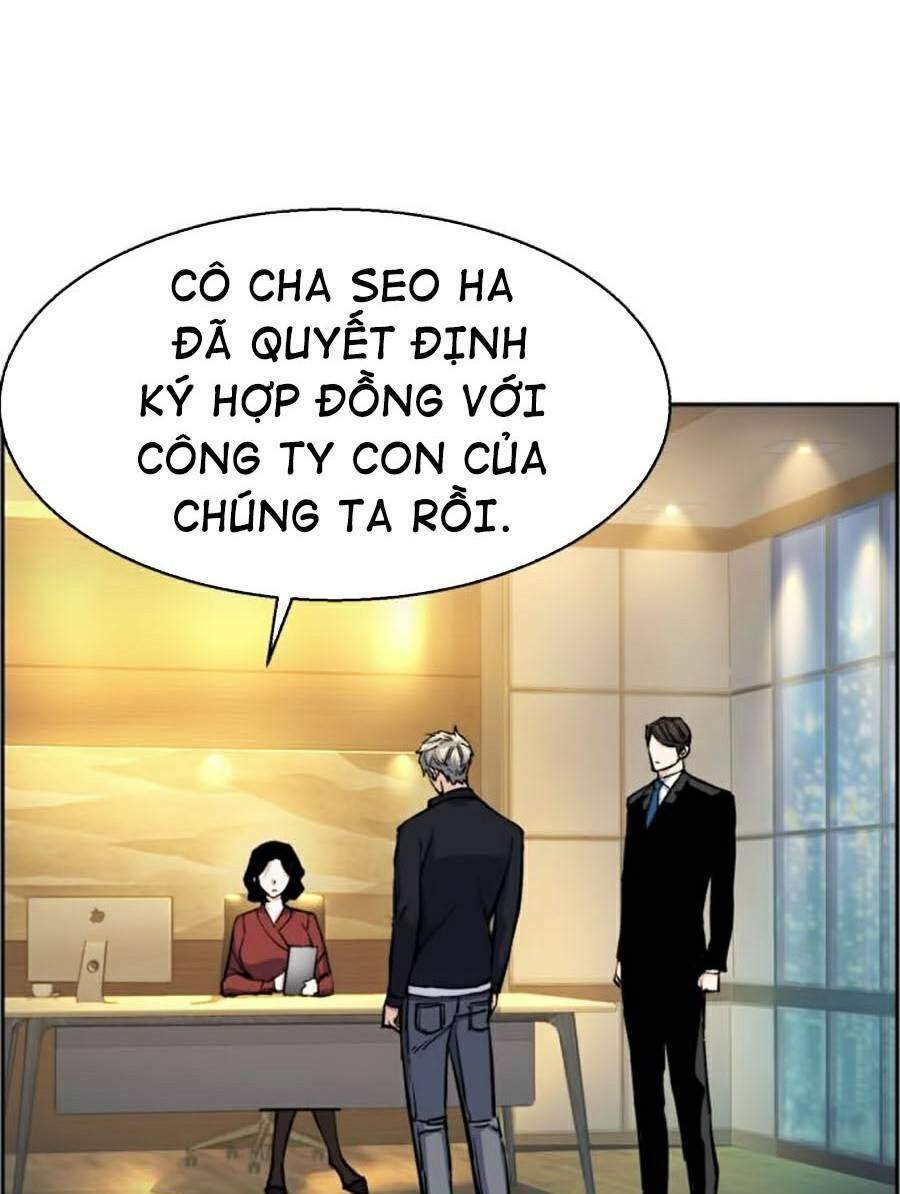 CÔ CHA SEO HA
ĐÃ QUYẾT ĐỊNH
KÝ HỢP ĐỒNG VỚI
CÔNG TY CON CỦA
CHÚNG TA RỒI.